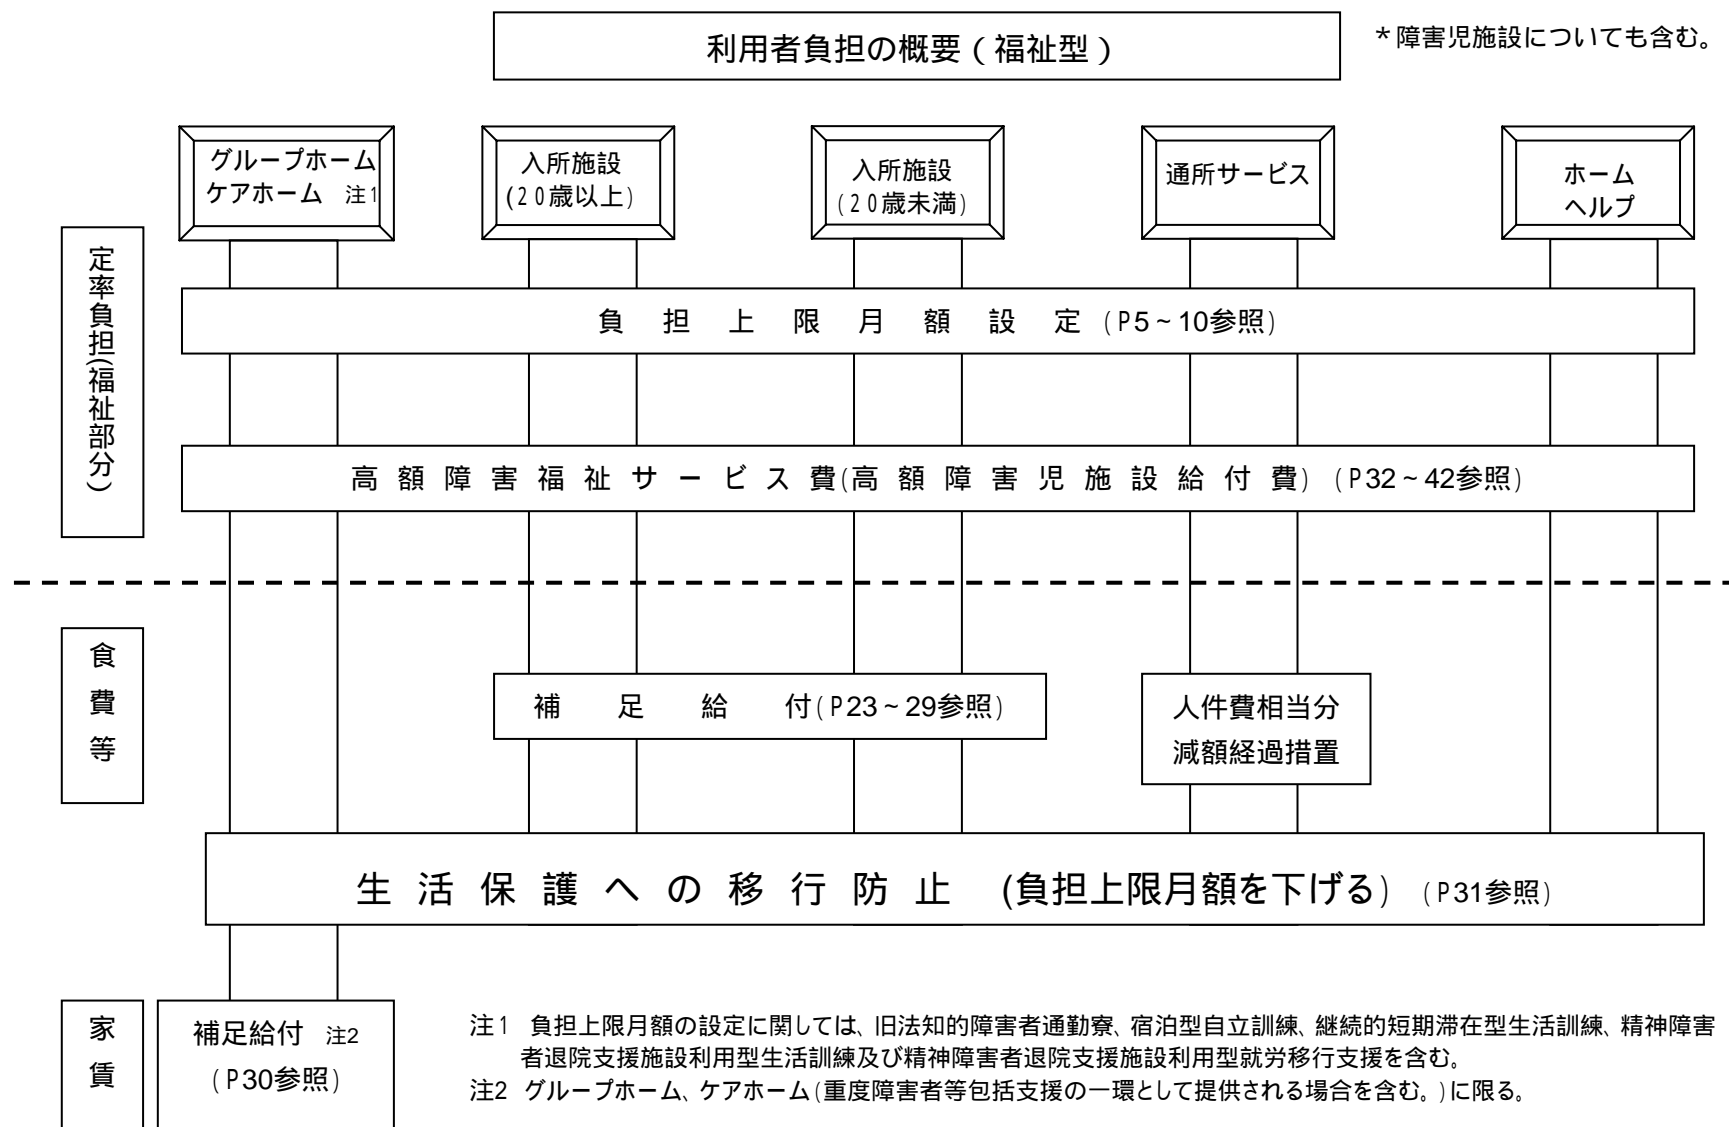 利用者負担の概要(福祉型)
*障害児施設についても含む。
グループホーム
ケアホーム 注1
入所施設
(20歳以上)
入所施設
(20歳未満)
通所サービス
ホーム
ヘルプ
定率負担(福祉部分)
負担上限月額設定(P5~10参照)
高額障害福祉サービス費(高額障害児施設給付費)(P32~42参照)
食費等
補足給付(P23~29参照)
人件費相当分
減額経過措置
生活保護への移行防止 (負担上限月額を下げる) (P31参照)
家賃
補足給付 注2
(P30参照)
注1 負担上限月額の設定に関しては、旧法知的障害者通勤寮、宿泊型自立訓練、継続的短期滞在型生活訓練、精神障害
者退院支援施設利用型生活訓練及び精神障害者退院支援施設利用型就労移行支援を含む。
注2 グループホーム、ケアホーム(重度障害者等包括支援の一環として提供される場合を含む。)に限る。